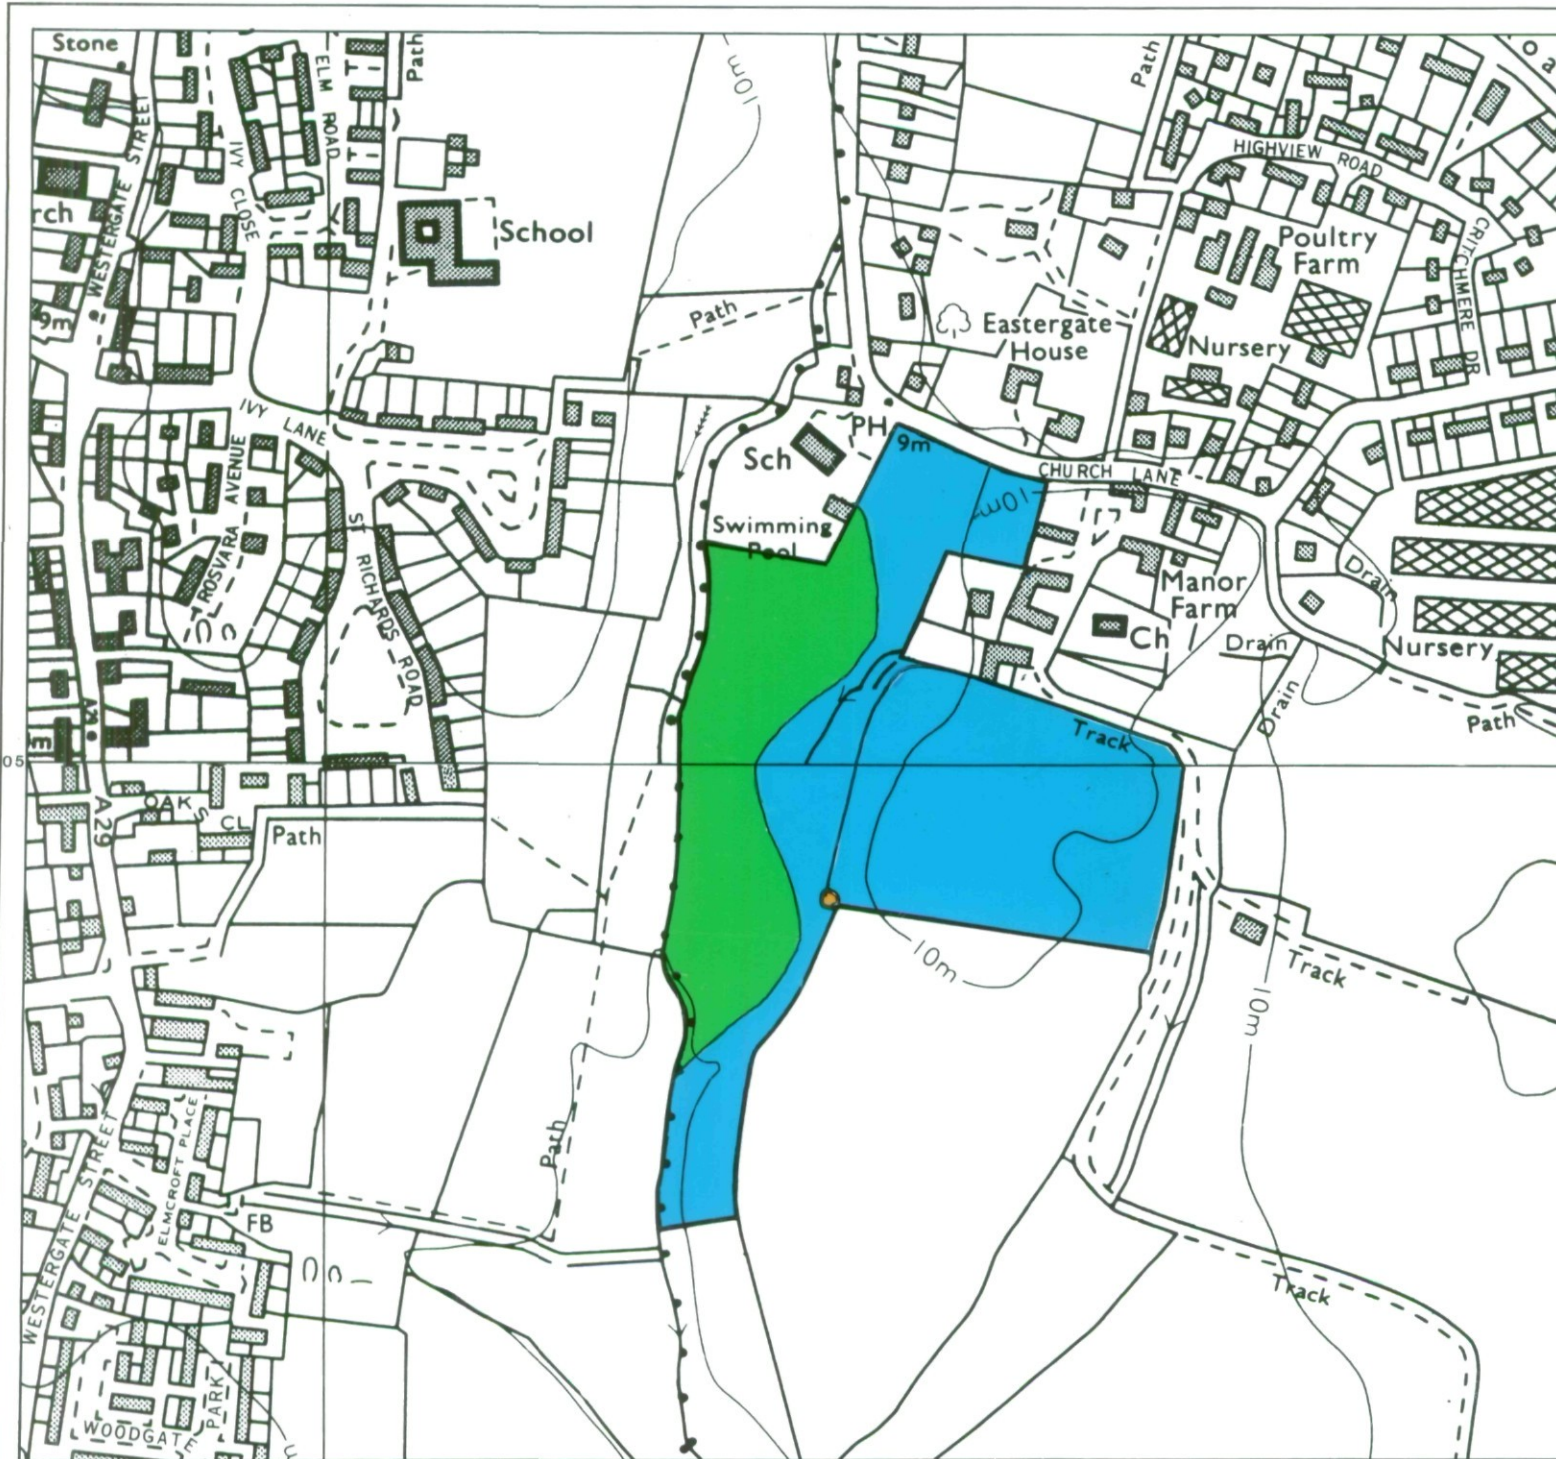 Stone
WESTERGATE STREET
IVY CLOSE
ELM ROAD
Path
10m
Path
HIGHVIEW ROAD
rch
School
9m
Path
Poultry
Farm
CRITCHMERE DR
Eastergate
House
Nursery
IVY LANE
PH
9m
Sch
CHURCH LANE
10m
ROSVARA AVENUE
ST RICHARDS ROAD
Swimming
Pool
Manor
Farm
Ch
Drain
Drain
Nursery
Drain
Path
Track
m
05
A29
OAKS CL
Path
10m
Track
10m
Path
ELMCROFT PLACE
WESTERGATE STREET
FB
Track
WOODGATE
PARK